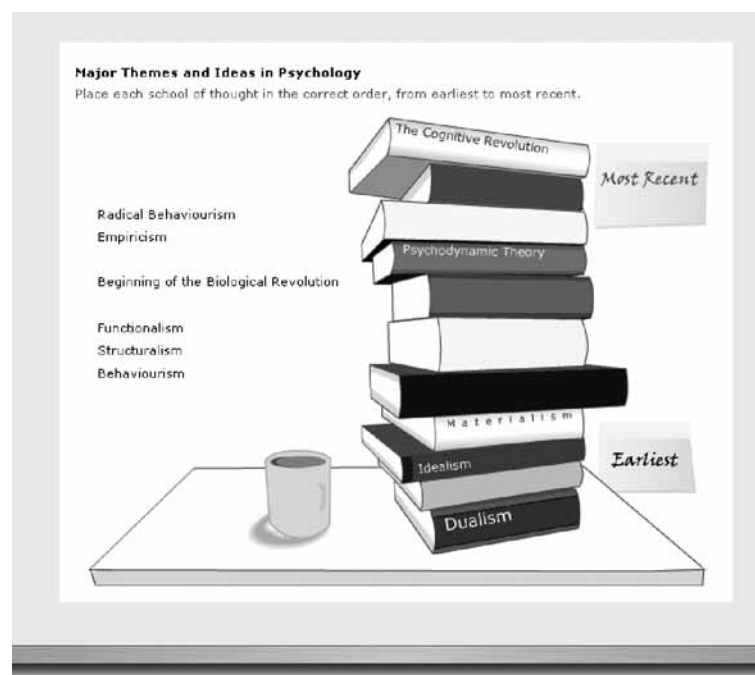 Major Themes and Ideas in Psychology
Place each school of thought in the correct order, from earliest to most recent.
The Cognitive Revolution
Most Recent
Radical Behaviourism
Empiricism
Psychodynamic Theory
Beginning of the Biological Revolution
Functionalism
Structuralism
Behaviourism
Materialism
Idealism
Earliest
Dualism